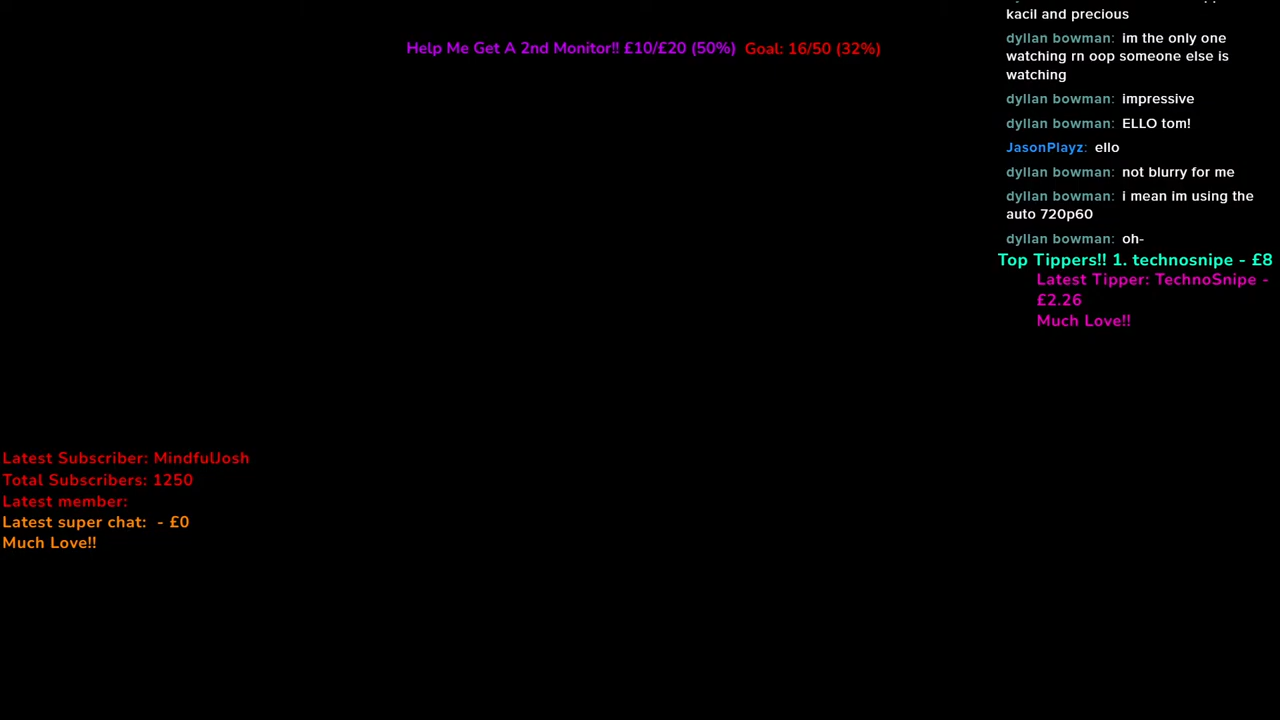 kacil and precious
Help Me Get A 2nd Monitor!! £10/£20 (50%) Goal: 16/50 (32%)
dyllan bowman: im the only one
watching rn oop someone else is
watching
dyllan bowman: impressive
dyllan bowman: ELLO tom!
JasonPlayz: ello
dyllan bowman: not blurry for me
dyllan bowman: i mean im using the
auto 720p60
dyllan bowman: oh-
Top Tippers!! 1. technosnipe - £8
Latest Tipper: TechnoSnipe -
£2.26
Much Love!!
Latest Subscriber: MindfulJosh
Total Subscribers: 1250
Latest member:
Latest super chat:  - £0
Much Love!!